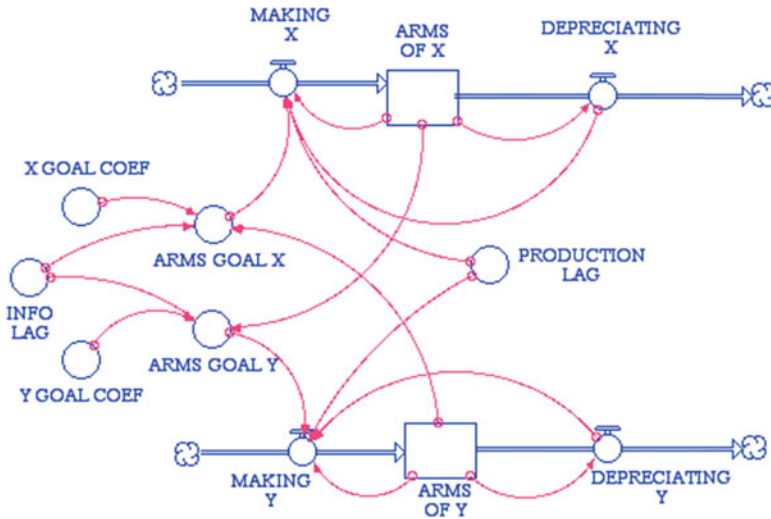 MAKING
X
ARMS
OF X
DEPRECIATING
X
X GOAL COEF
ARMS GOAL X
PRODUCTION
LAG
INFO
LAG
ARMS GOAL Y
Y GOAL COEF
MAKING
Y
ARMS
OF Y
DEPRECIATING
Y